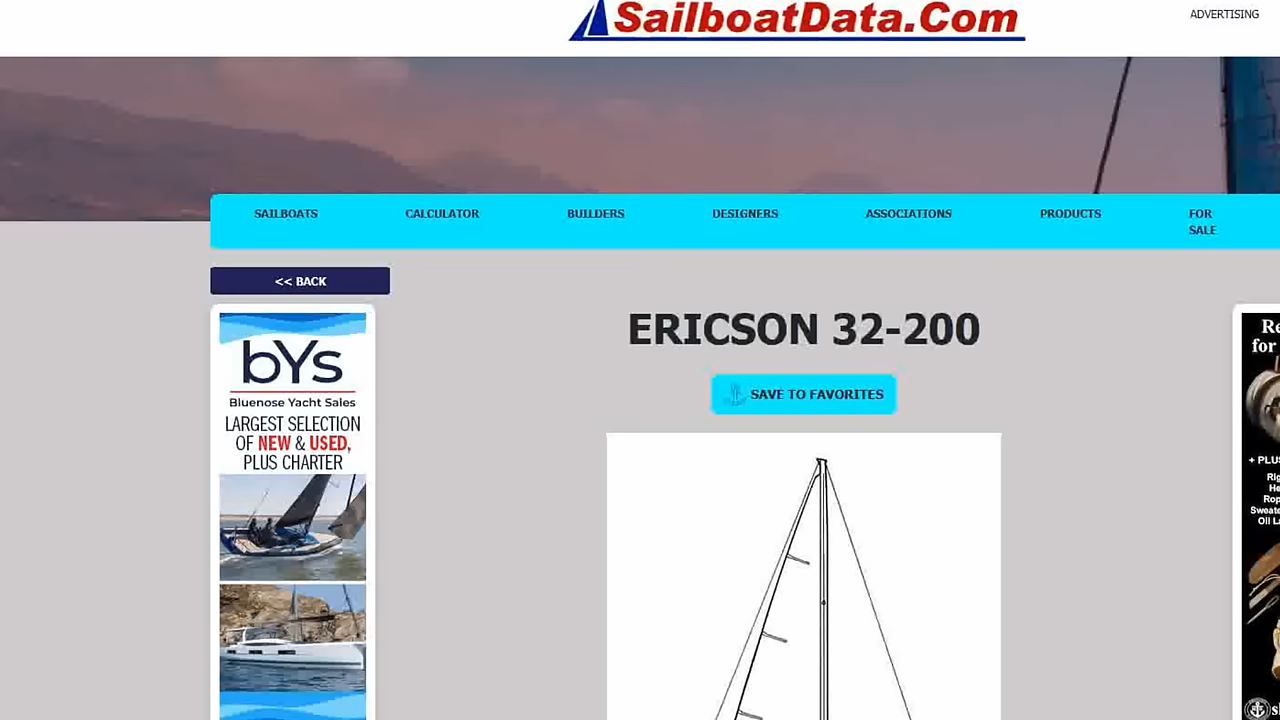 SailboatData.Com
ADVERTISING
SAILBOATS
CALCULATOR
BUILDERS
DESIGNERS
ASSOCIATIONS
PRODUCTS
FOR
SALE
<< BACK
ERICSON 32-200
SAVE TO FAVORITES
bYs
Bluenose Yacht Sales
LARGEST SELECTION
OF NEW & USED,
PLUS CHARTER
for